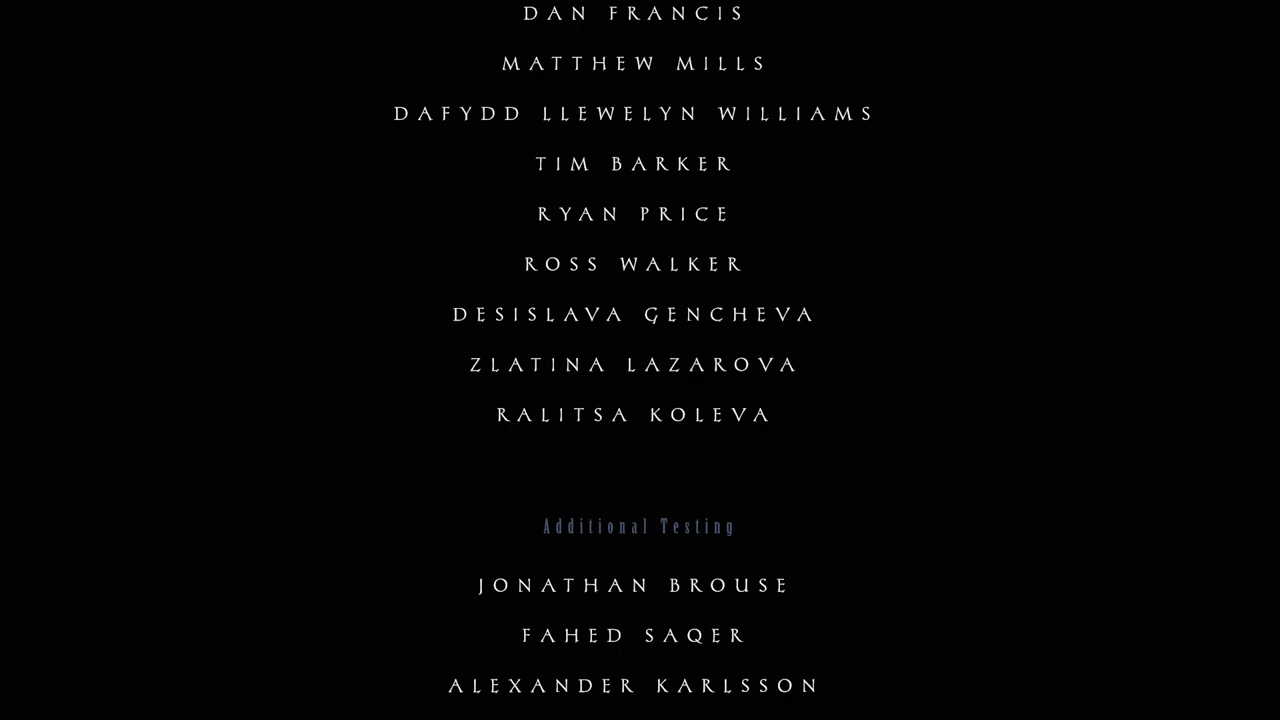 DAN FRANCIS
MATTHEW MILLS
DAFYDD LLEWELYN WILLIAMS
TIM BARKER
RYAN PRICE
ROSS WALKER
DESISLAVA GENCHEVA
ZLATINA LAZAROVA
RALITSA KOLEVA
Additional Testing
JONATHAN BROUSE
FAHED SAQER
ALEXANDER KARLSSON